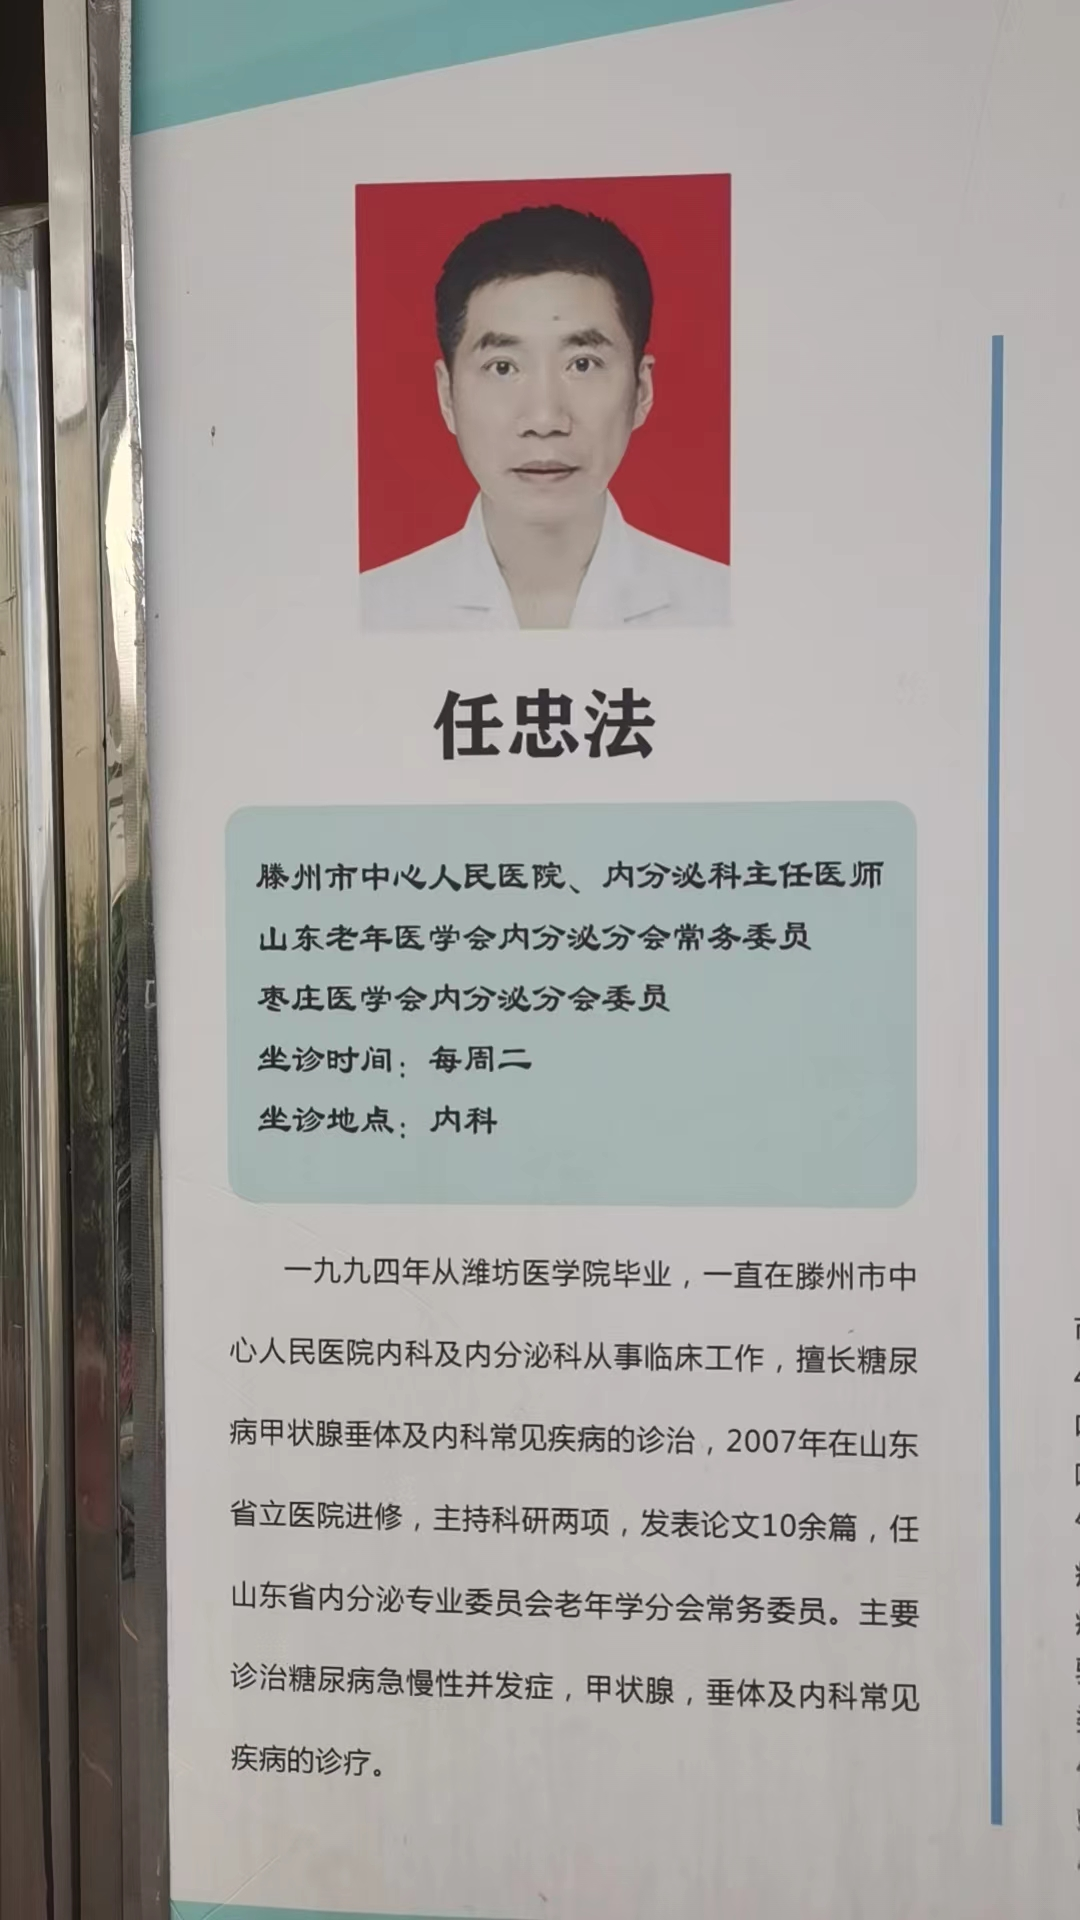 任忠法
滕州市中心人民医院、内分泌科主任医师
山东老年医学会内分泌分会常务委员
枣庄医学会内分泌分会委员
坐诊时间：每周二
坐诊地点：内科
一九九四年从潍坊医学院毕业，一直在滕州市中
心人民医院内科及内分泌科从事临床工作，擅长糖尿
病甲状腺垂体及内科常见疾病的诊治，2007年在山东
省立医院进修，主持科研两项，发表论文10余篇，任
山东省内分泌专业委员会老年学分会常务委员。主要
诊治糖尿病急慢性并发症，甲状腺，垂体及内科常见
疾病的诊疗。